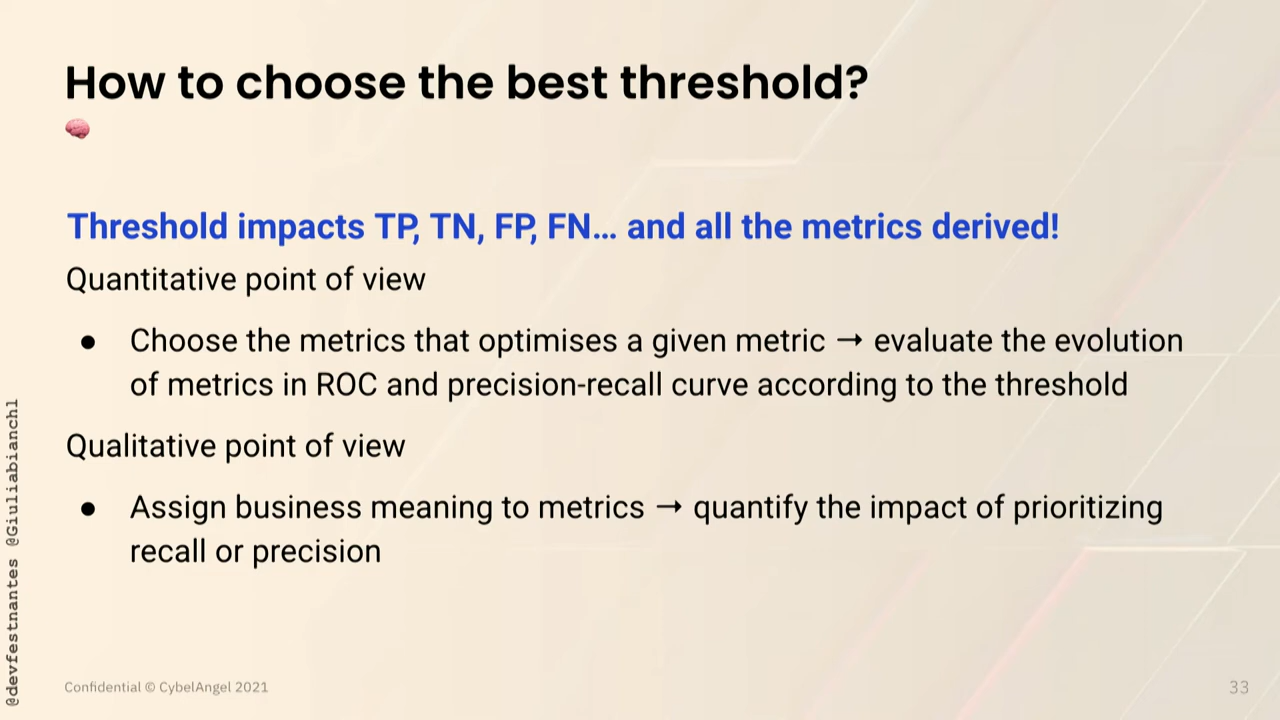 How to choose the best threshold?
Threshold impacts TP, TN, FP, FN... and all the metrics derived!
Quantitative point of view
● Choose the metrics that optimises a given metric → evaluate the evolution
of metrics in ROC and precision-recall curve according to the threshold
Qualitative point of view
● Assign business meaning to metrics → quantify the impact of prioritizing
recall or precision
@devfestnantes @Giuliabianchl
Confidential © CybelAngel 2021
33